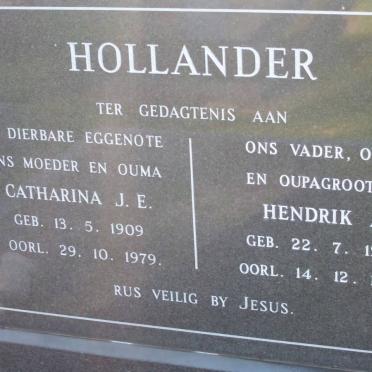 HOLLANDER
TER GEDAGTENIS AAN
DIERBARE EGGENOTE
MOEDER EN OUMA
CATHARINA J. E.
GEB. 13. 5. 1909
OORL. 29. 10. 1979.
ONS VADER,
EN OUPAGROOT
HENDRIK
GEB. 22. 7.
OORL. 14. 12.
RUS VEILIG BY JESUS.